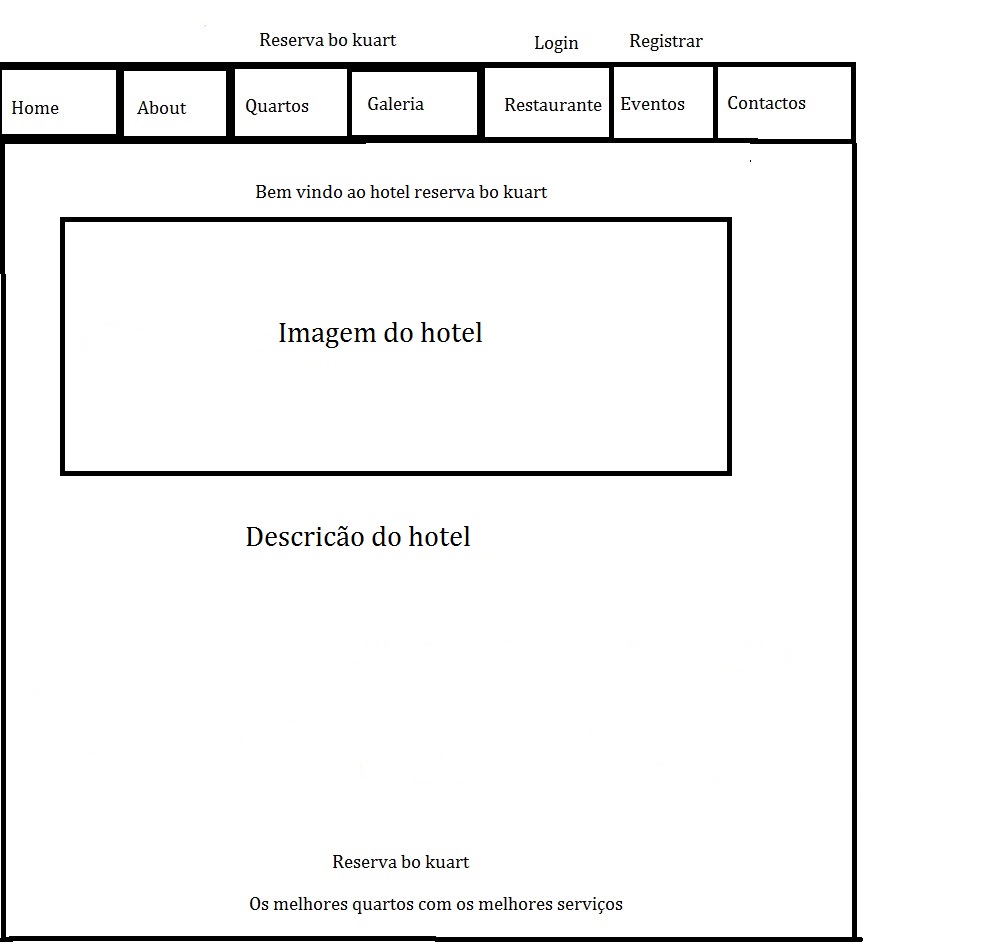 Reserva bo kuart Login Registrar
Home About Quartos Galeria Restaurante Eventos Contactos
Bem vindo ao hotel reserva bo kuart
Imagem do hotel
Descricão do hotel
Reserva bo kuart
Os melhores quartos com os melhores serviços